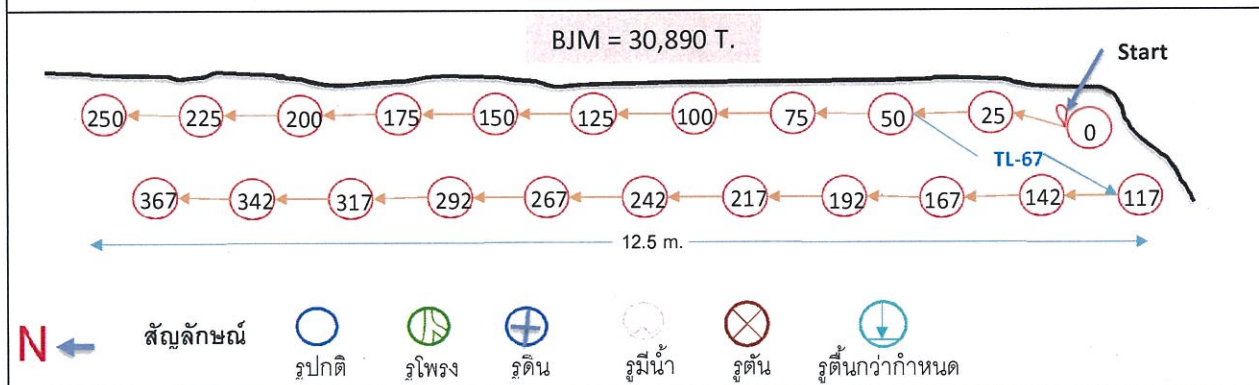 BJM = 30,890 T.
Start
250 225 200 175 150 125 100 75 50 25 0
TL-67
367 342 317 292 267 242 217 192 167 142 117
12.5 m.
N สัญลักษณ์
รูปกติ รูโพรง รูดิน รูมีน้ำ รูตัน รูตื้นกว่ากำหนด